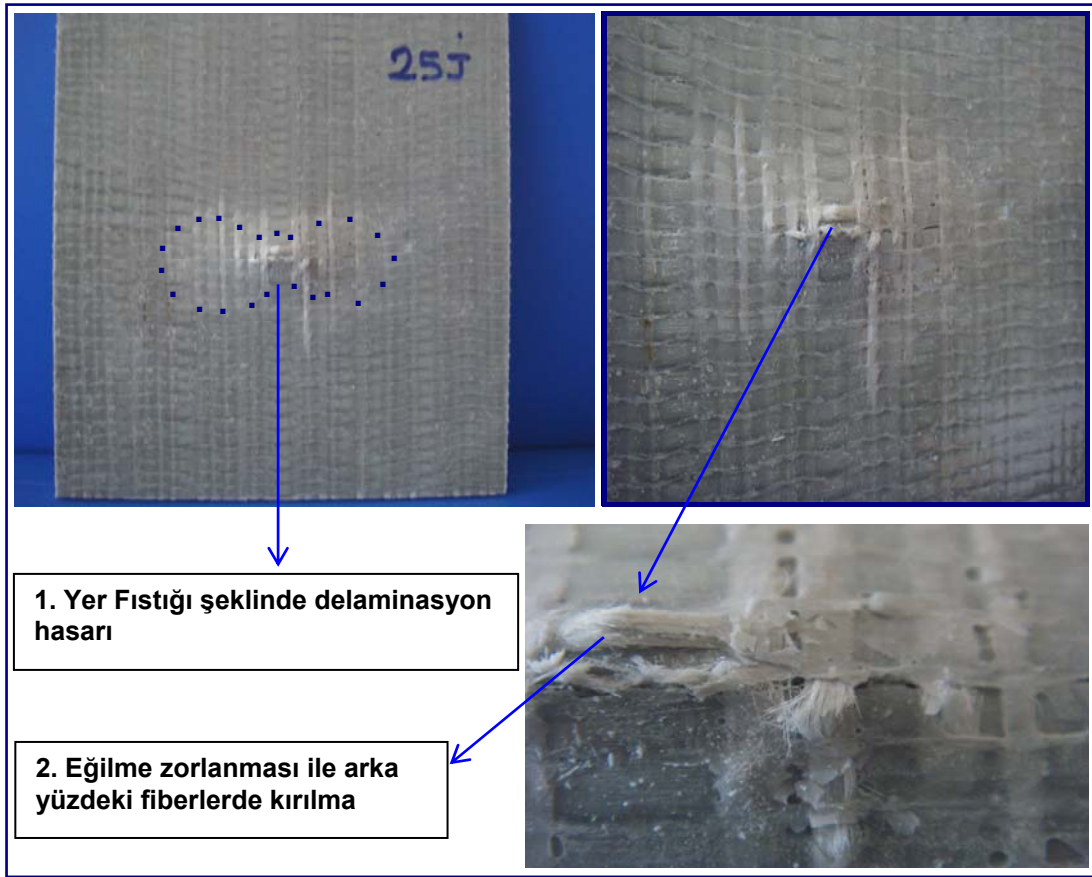 25J
1. Yer Fıstığı şeklinde delaminasyon
hasarı
2. Eğilme zorlanması ile arka
yüzdeki fiberlerde kırılma